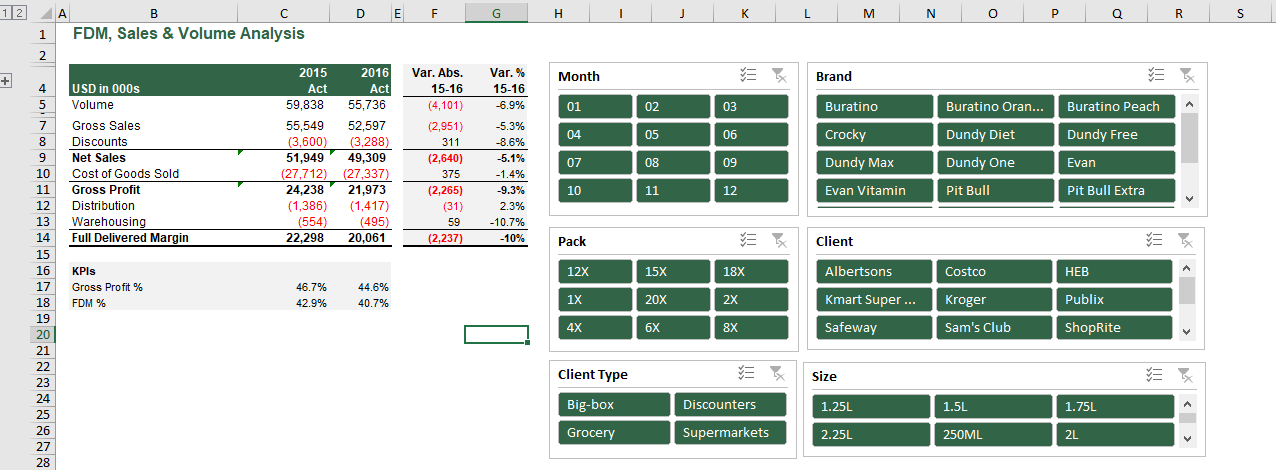 1 2
A B C D E F G H I J K L M N O P Q R S
1 FDM, Sales & Volume Analysis
2
2015 2016 Var. Abs. Var. %
4 USD in 000s Act Act 15-16 15-16
5 Volume 59,838 55,736 (4,101) -6.9%
7 Gross Sales 55,549 52,597 (2,951) -5.3%
8 Discounts (3,600) (3,288) 311 -8.6%
9 Net Sales 51,949 49,309 (2,640) -5.1%
10 Cost of Goods Sold (27,712) (27,337) 375 -1.4%
11 Gross Profit 24,238 21,973 (2,265) -9.3%
12 Distribution (1,386) (1,417) (31) 2.3%
13 Warehousing (554) (495) 59 -10.7%
14 Full Delivered Margin 22,298 20,061 (2,237) -10%
15
16 KPIs
17 Gross Profit % 46.7% 44.6%
18 FDM % 42.9% 40.7%
19
20
21
22
23
24
25
26
27
28
Month
01 02 03
04 05 06
07 08 09
10 11 12
Brand
Buratino Buratino Oran... Buratino Peach
Crocky Dundy Diet Dundy Free
Dundy Max Dundy One Evan
Evan Vitamin Pit Bull Pit Bull Extra
Pack
12X 15X 18X
1X 20X 2X
4X 6X 8X
Client
Albertsons Costco HEB
Kmart Super ... Kroger Publix
Safeway Sam's Club ShopRite
Client Type
Big-box Discounters
Grocery Supermarkets
Size
1.25L 1.5L 1.75L
2.25L 250ML 2L